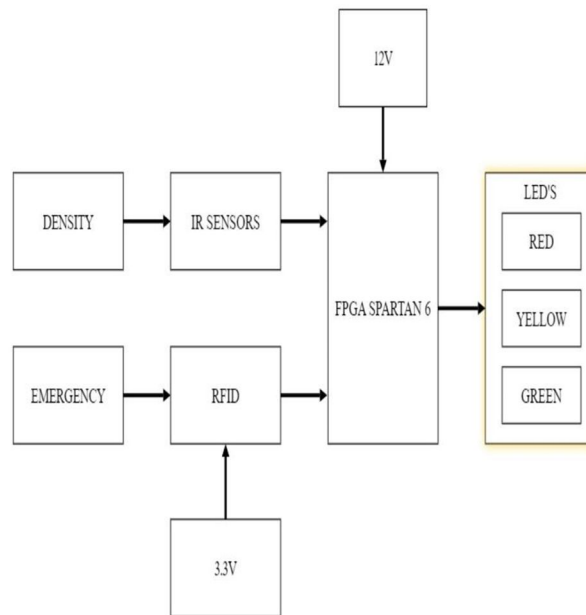 12V
DENSITY
IR SENSORS
FPGA SPARTAN 6
LED'S
RED
YELLOW
GREEN
EMERGENCY
RFID
3.3V